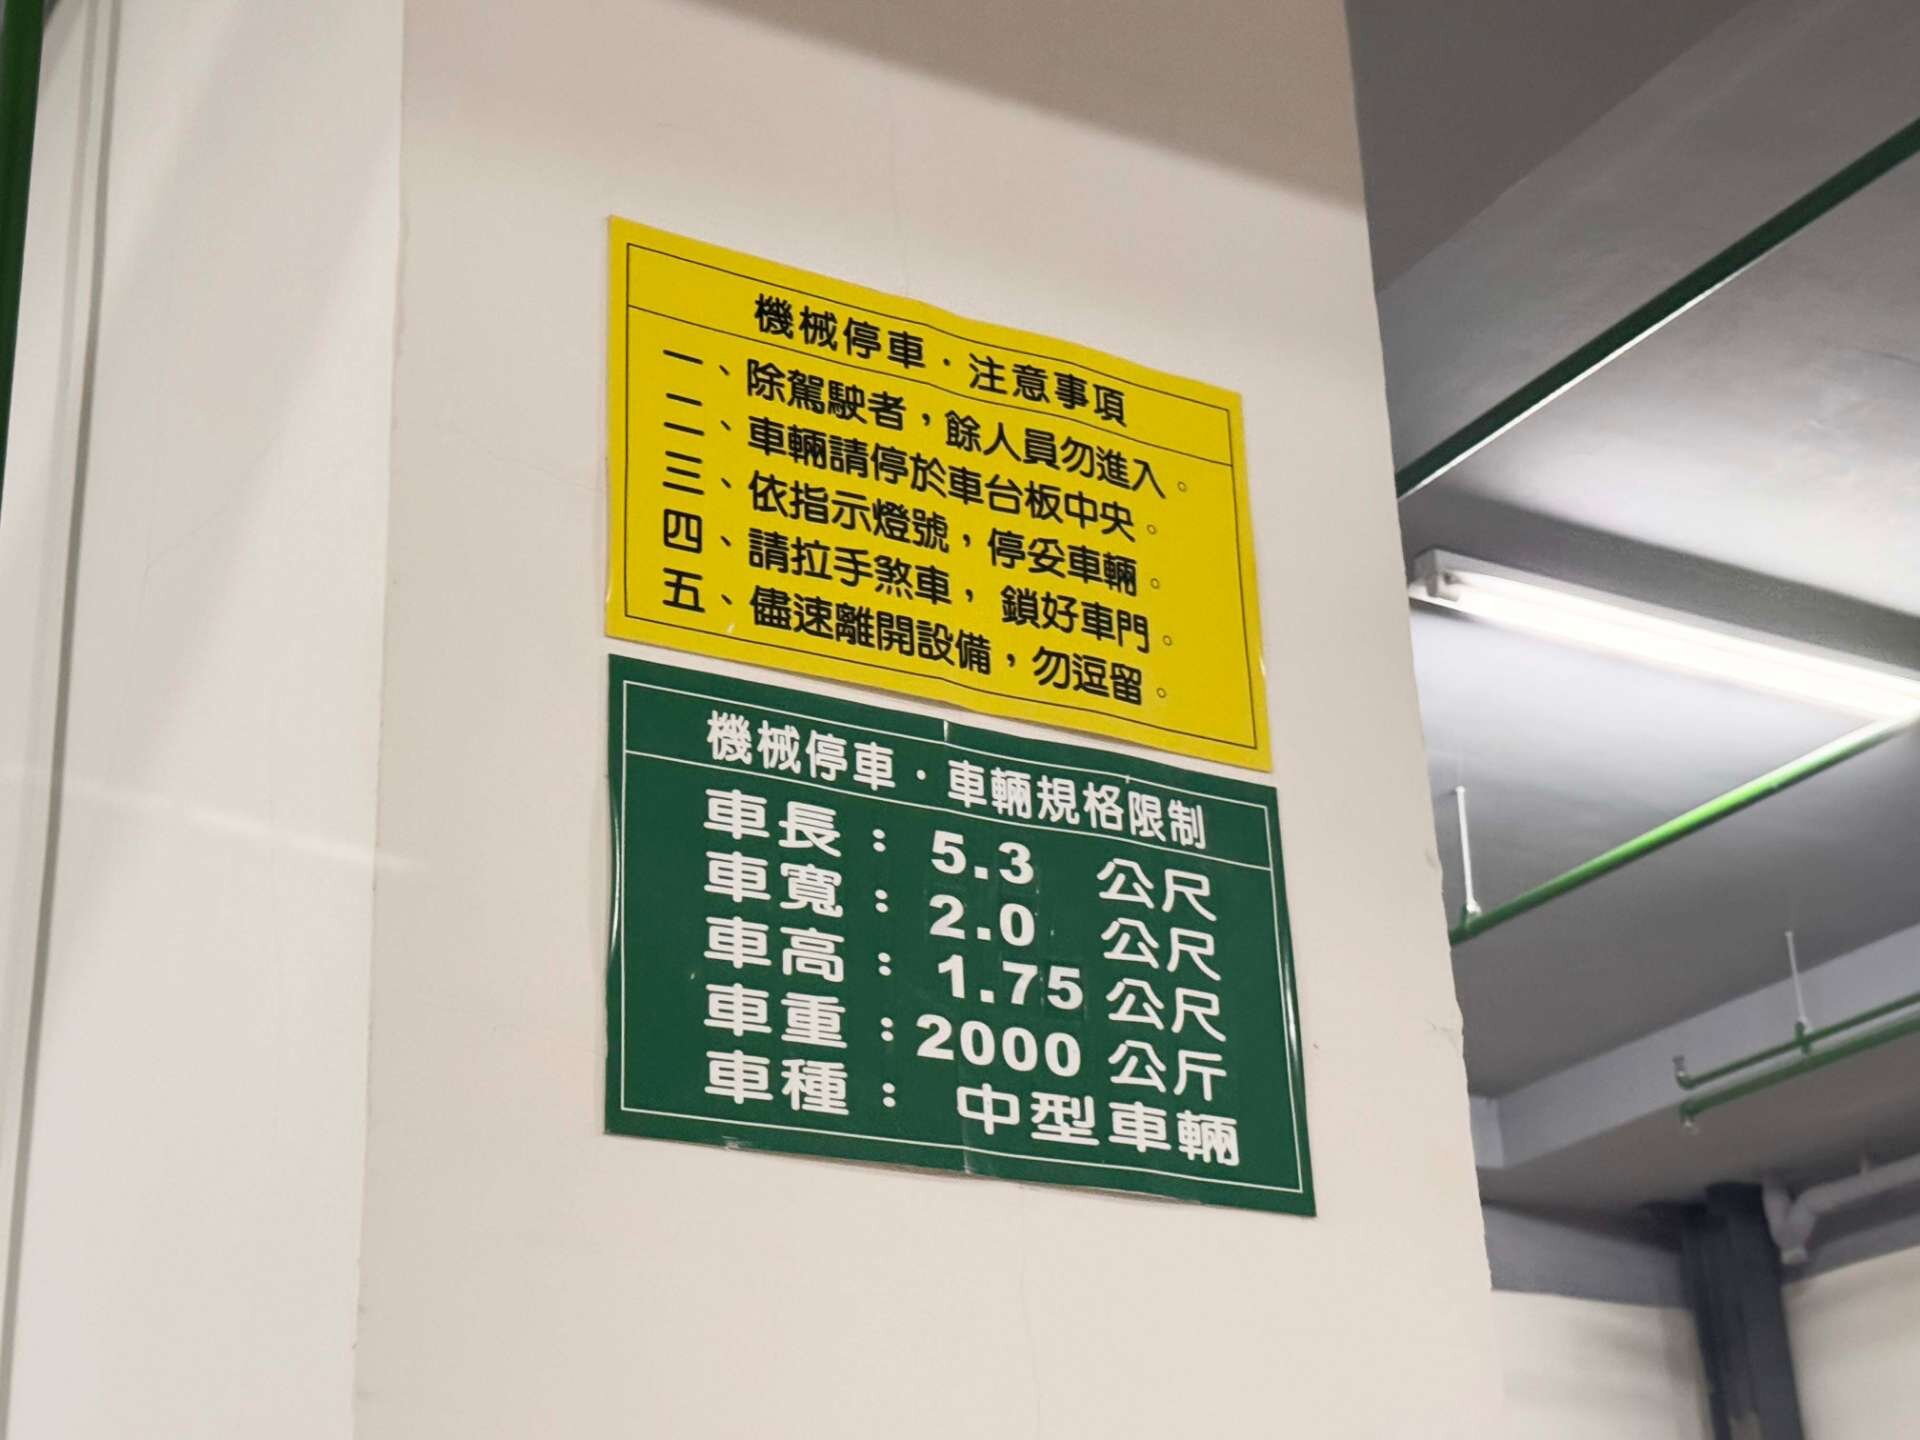 機械停車·注意事項
一、除駕駛者，餘人員勿進入。
二、車輛請停於車台板中央。
三、依指示燈號，停妥車輛。
四、請拉手煞車，鎖好車門。
五、儘速離開設備，勿逗留。
機械停車·車輛規格限制
車長：5.3 公尺
車寬：2.0 公尺
車高：1.75 公尺
車重：2000 公斤
車種：中型車輛